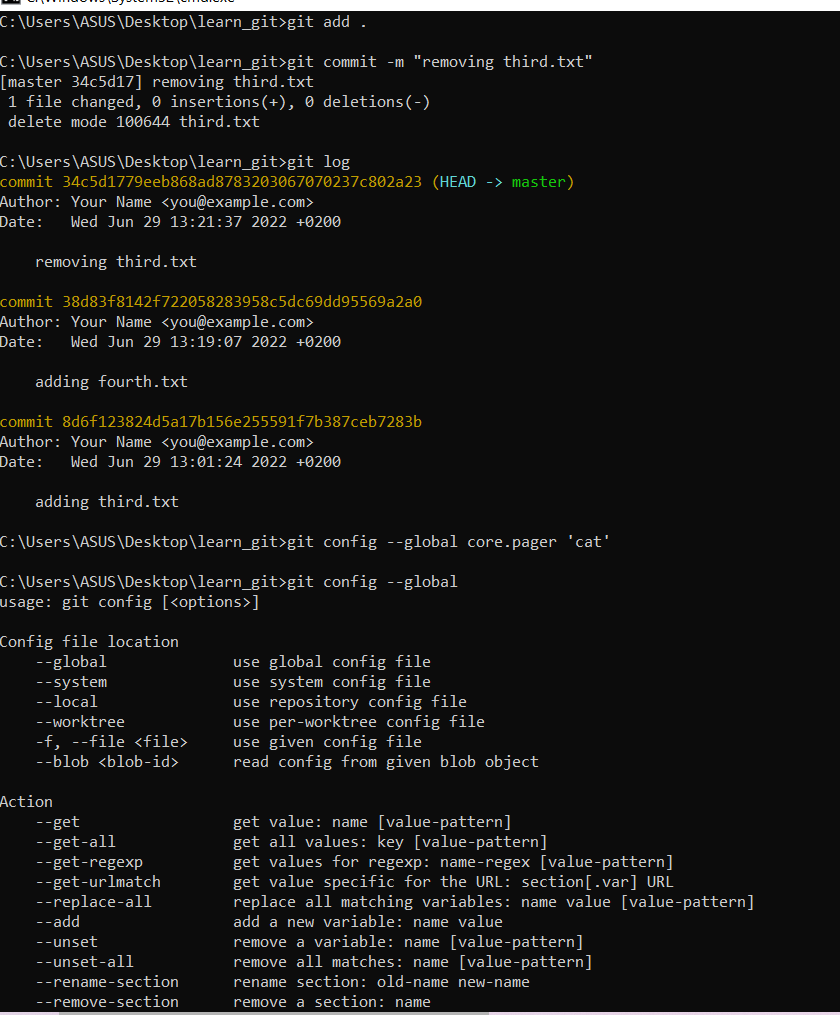 C:\Users\ASUS\Desktop\learn_git>git add .
C:\Users\ASUS\Desktop\learn_git>git commit -m "removing third.txt"
[master 34c5d17] removing third.txt
 1 file changed, 0 insertions(+), 0 deletions(-)
 delete mode 100644 third.txt
C:\Users\ASUS\Desktop\learn_git>git log
commit 34c5d1779eeb868ad8783203067070237c802a23 (HEAD -> master)
Author: Your Name <you@example.com>
Date:   Wed Jun 29 13:21:37 2022 +0200
    removing third.txt
commit 38d83f8142f722058283958c5dc69dd95569a2a0
Author: Your Name <you@example.com>
Date:   Wed Jun 29 13:19:07 2022 +0200
    adding fourth.txt
commit 8d6f123824d5a17b156e255591f7b387ceb7283b
Author: Your Name <you@example.com>
Date:   Wed Jun 29 13:01:24 2022 +0200
    adding third.txt
C:\Users\ASUS\Desktop\learn_git>git config --global core.pager 'cat'
C:\Users\ASUS\Desktop\learn_git>git config --global
usage: git config [<options>]
Config file location
    --global              use global config file
    --system              use system config file
    --local               use repository config file
    --worktree            use per-worktree config file
    -f, --file <file>     use given config file
    --blob <blob-id>      read config from given blob object
Action
    --get                 get value: name [value-pattern]
    --get-all             get all values: key [value-pattern]
    --get-regexp          get values for regexp: name-regex [value-pattern]
    --get-urlmatch        get value specific for the URL: section[.var] URL
    --replace-all         replace all matching variables: name value [value-pattern]
    --add                 add a new variable: name value
    --unset               remove a variable: name [value-pattern]
    --unset-all           remove all matches: name [value-pattern]
    --rename-section      rename section: old-name new-name
    --remove-section      remove a section: name